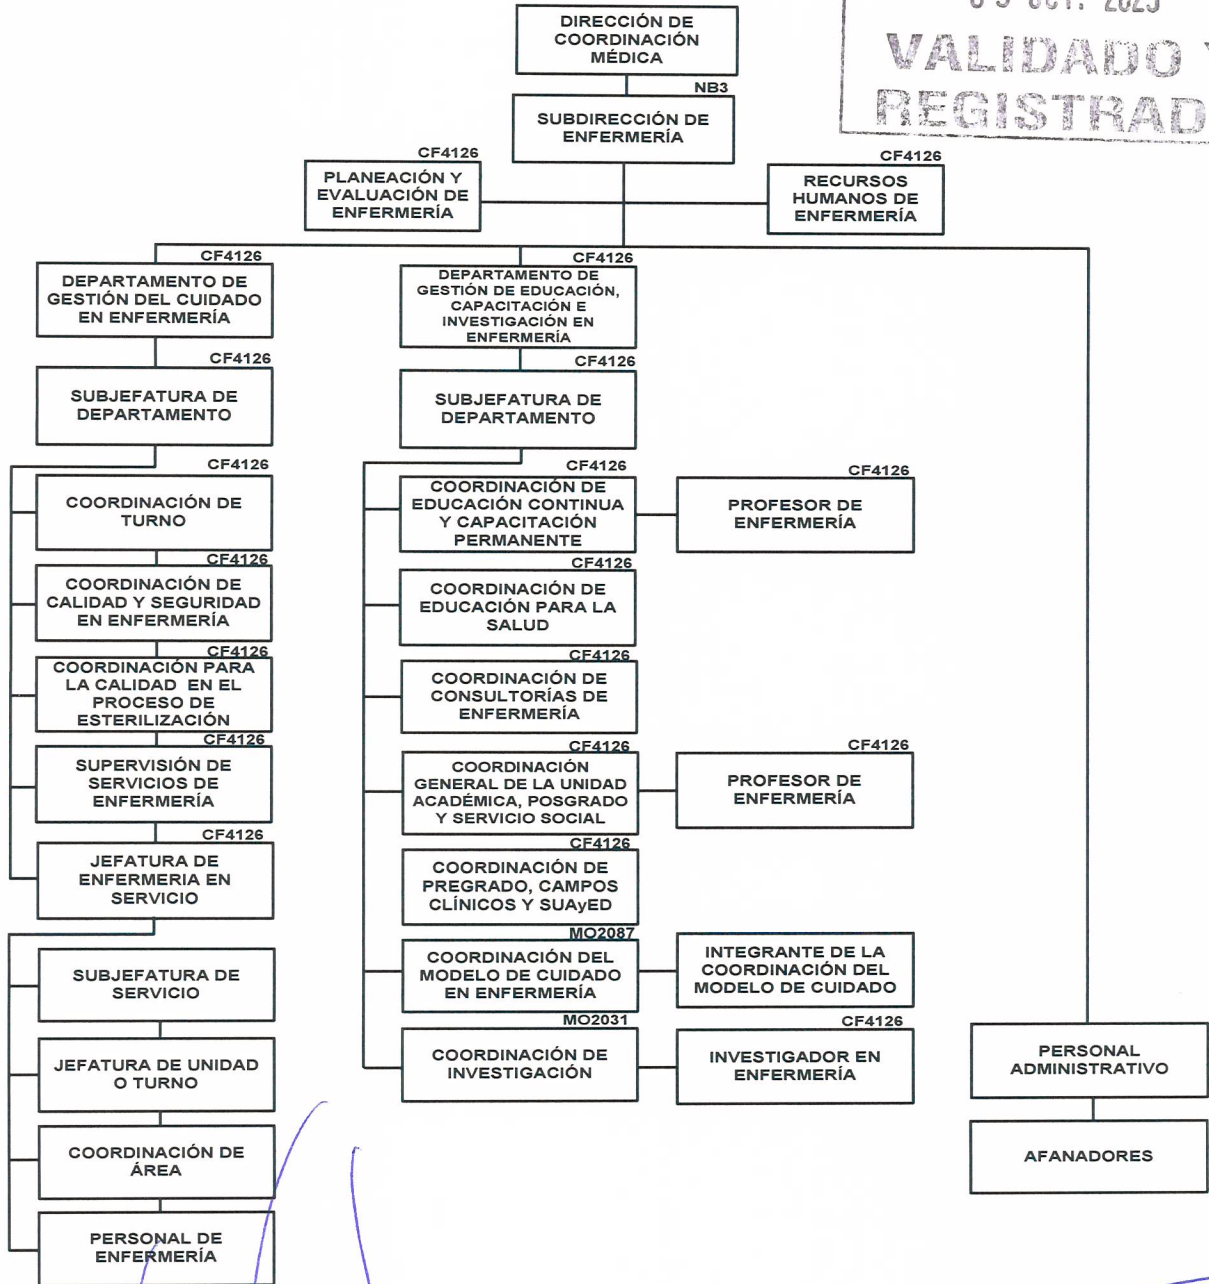 DIRECCIÓN DE
COORDINACIÓN
MÉDICA
OCT. 2023
VALIDADO Y
REGISTRAD
NB3
SUBDIRECCIÓN DE
ENFERMERÍA
CF4126
PLANEACIÓN Y
EVALUACIÓN DE
ENFERMERÍA
CF4126
RECURSOS
HUMANOS DE
ENFERMERÍA
CF4126
DEPARTAMENTO DE
GESTIÓN DEL CUIDADO
EN ENFERMERÍA
CF4126
SUBJEFATURA DE
DEPARTAMENTO
CF4126
COORDINACIÓN DE
TURNO
CF4126
COORDINACIÓN DE
CALIDAD Y SEGURIDAD
EN ENFERMERÍA
CF4126
COORDINACIÓN PARA
LA CALIDAD EN EL
PROCESO DE
ESTERILIZACIÓN
CF4126
SUPERVISIÓN DE
SERVICIOS DE
ENFERMERÍA
CF4126
JEFATURA DE
ENFERMERIA EN
SERVICIO
SUBJEFATURA DE
SERVICIO
JEFATURA DE UNIDAD
O TURNO
COORDINACIÓN DE
ÁREA
PERSONAL DE
ENFERMERÍA
CF4126
DEPARTAMENTO DE
GESTIÓN DE EDUCACIÓN,
CAPACITACIÓN E
INVESTIGACIÓN EN
ENFERMERÍA
CF4126
SUBJEFATURA DE
DEPARTAMENTO
CF4126
COORDINACIÓN DE
EDUCACIÓN CONTINUA
Y CAPACITACIÓN
PERMANENTE
CF4126
PROFESOR DE
ENFERMERÍA
CF4126
COORDINACIÓN DE
EDUCACIÓN PARA LA
SALUD
CF4126
COORDINACIÓN DE
CONSULTORÍAS DE
ENFERMERÍA
CF4126
COORDINACIÓN
GENERAL DE LA UNIDAD
ACADÉMICA, POSGRADO
Y SERVICIO SOCIAL
CF4126
PROFESOR DE
ENFERMERÍA
CF4126
COORDINACIÓN DE
PREGRADO, CAMPOS
CLÍNICOS Y SUAyED
MO2087
COORDINACIÓN DEL
MODELO DE CUIDADO
EN ENFERMERÍA
INTEGRANTE DE LA
COORDINACIÓN DEL
MODELO DE CUIDADO
MO2031
COORDINACIÓN DE
INVESTIGACIÓN
CF4126
INVESTIGADOR EN
ENFERMERÍA
PERSONAL
ADMINISTRATIVO
AFANADORES